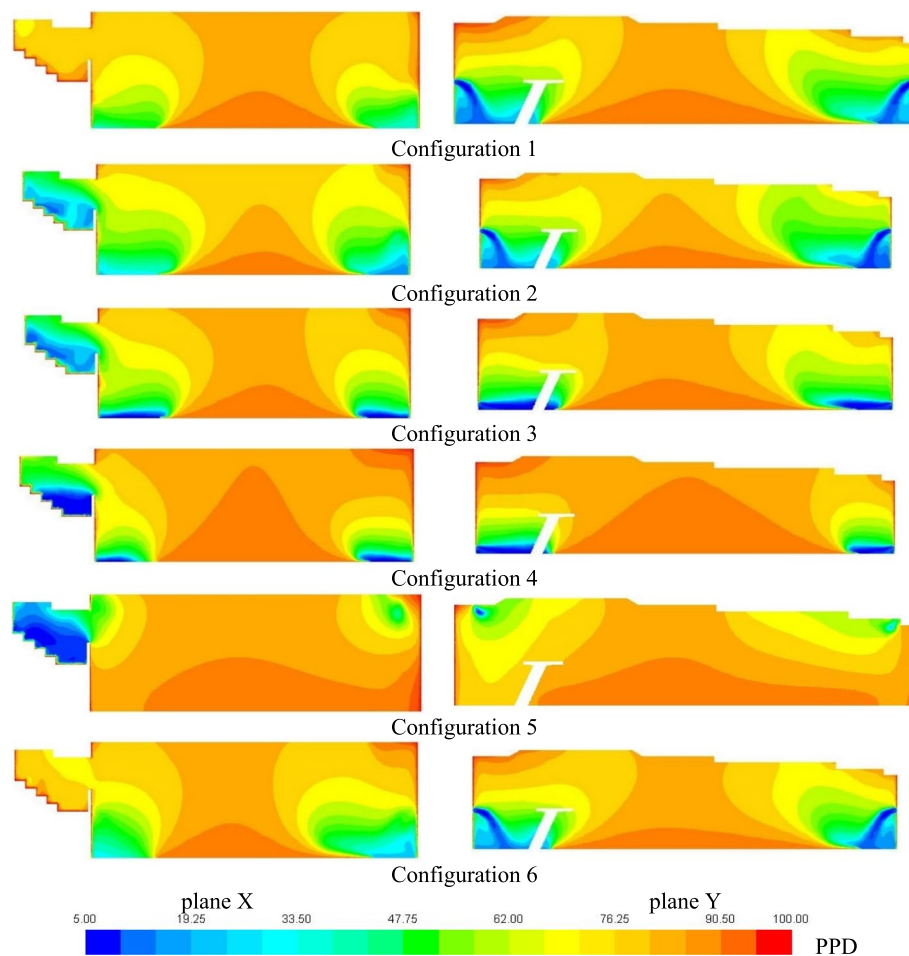 Configuration 1
Configuration 2
Configuration 3
Configuration 4
Configuration 5
Configuration 6
plane X plane Y
5.00 19.25 33.50 47.75 62.00 76.25 90.50 100.00
PPD